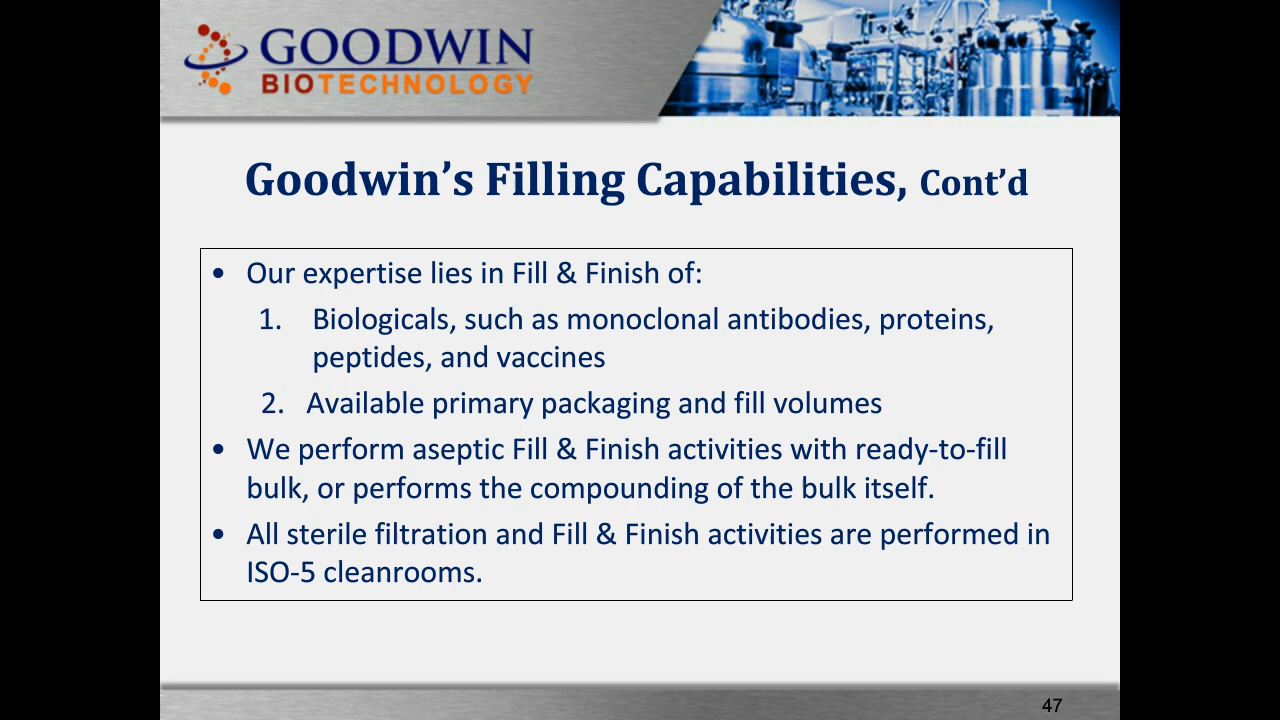 GOODWIN
BIOTECHNOLOGY
Goodwin’s Filling Capabilities, Cont’d
• Our expertise lies in Fill & Finish of:
1. Biologicals, such as monoclonal antibodies, proteins,
peptides, and vaccines
2. Available primary packaging and fill volumes
• We perform aseptic Fill & Finish activities with ready-to-fill
bulk, or performs the compounding of the bulk itself.
• All sterile filtration and Fill & Finish activities are performed in
ISO-5 cleanrooms.
47